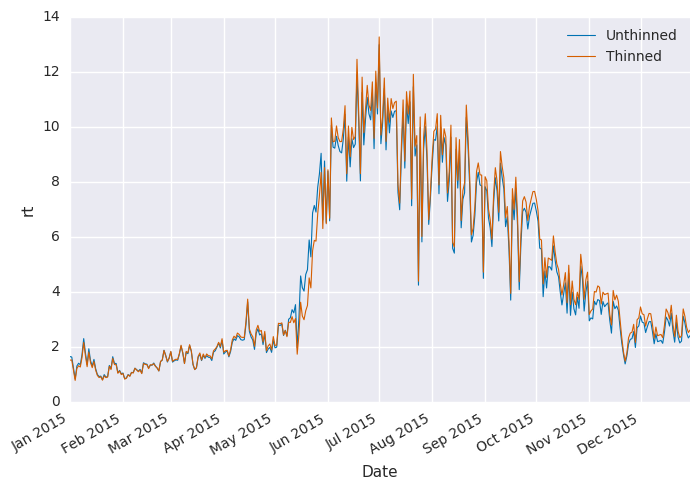 14
12
10
8
6
4
2
0
rt
Unthinned
Thinned
Jan 2015
Feb 2015
Mar 2015
Apr 2015
May 2015
Jun 2015
Jul 2015
Aug 2015
Sep 2015
Oct 2015
Nov 2015
Dec 2015
Date